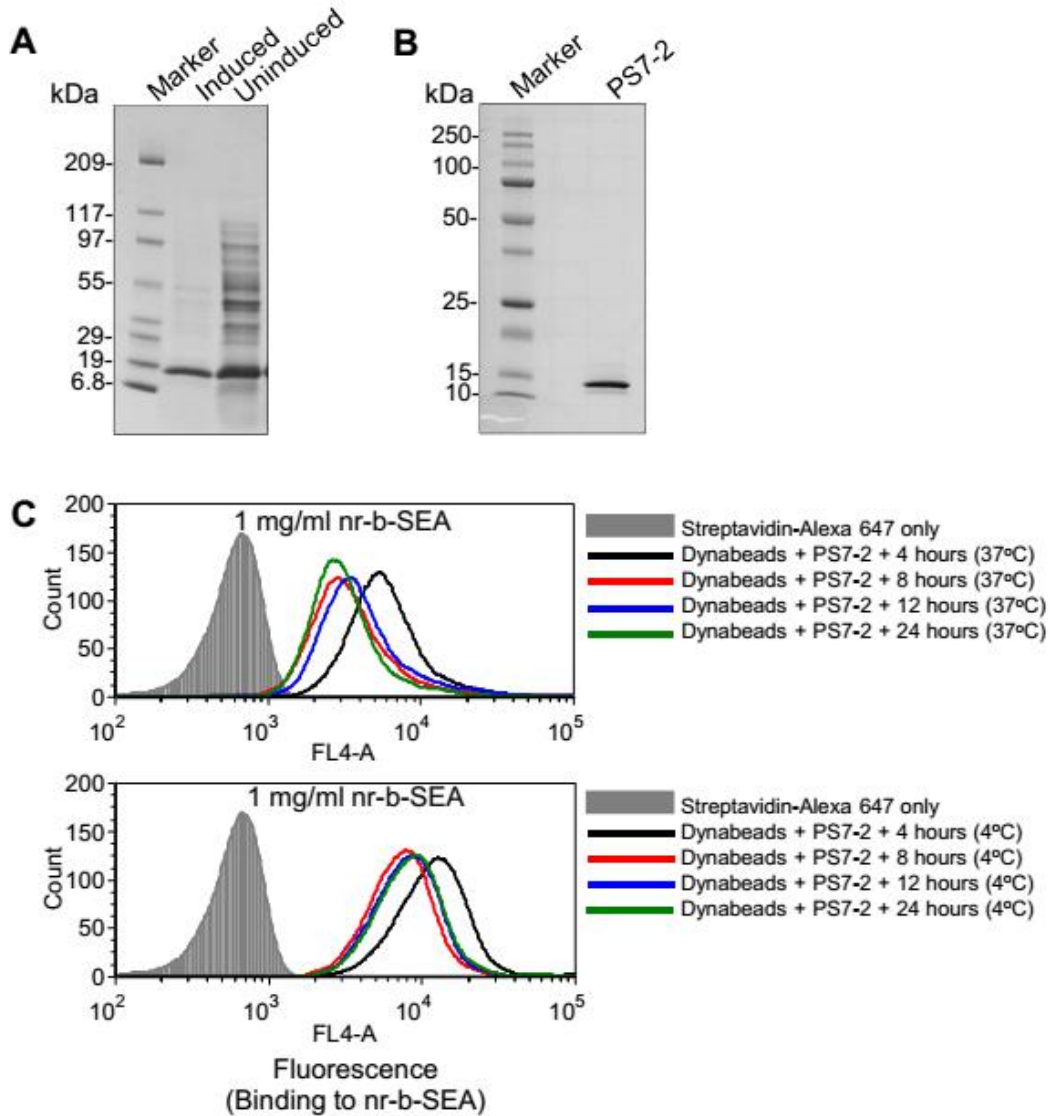 A
kDa
Marker
Induced
Uninduced
209-
117-
97-
55-
29-
19-
6.8-
B
kDa
Marker
PS7-2
250-
100-
50-
25-
15-
10-
C
1 mg/ml nr-b-SEA
Count
200
150
100
50
0
10²
10³
10⁴
10⁵
FL4-A
Streptavidin-Alexa 647 only
Dynabeads + PS7-2 + 4 hours (37ºC)
Dynabeads + PS7-2 + 8 hours (37ºC)
Dynabeads + PS7-2 + 12 hours (37ºC)
Dynabeads + PS7-2 + 24 hours (37ºC)
1 mg/ml nr-b-SEA
Count
200
150
100
50
0
10²
10³
10⁴
10⁵
FL4-A
Streptavidin-Alexa 647 only
Dynabeads + PS7-2 + 4 hours (4ºC)
Dynabeads + PS7-2 + 8 hours (4ºC)
Dynabeads + PS7-2 + 12 hours (4ºC)
Dynabeads + PS7-2 + 24 hours (4ºC)
Fluorescence
(Binding to nr-b-SEA)